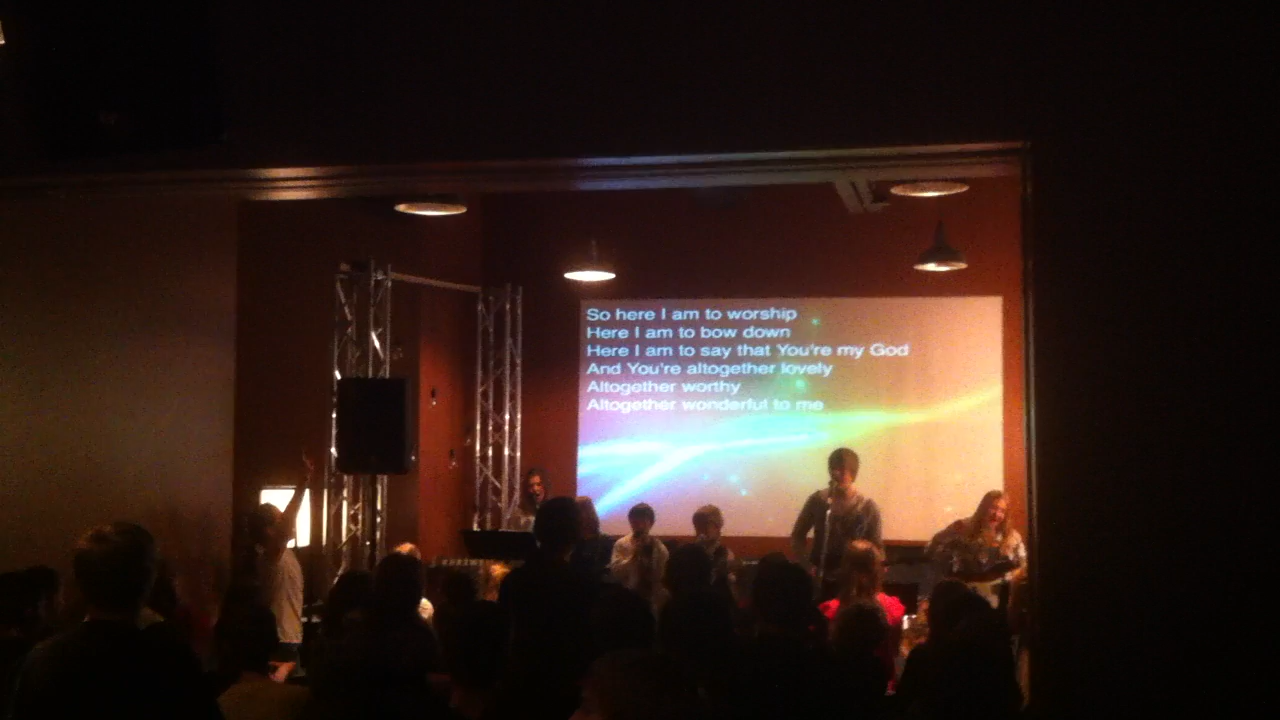 So here I am to worship
Here I am to bow down
Here I am to say that You're my God
And You're altogether lovely
Altogether worthy
Altogether wonderful to me